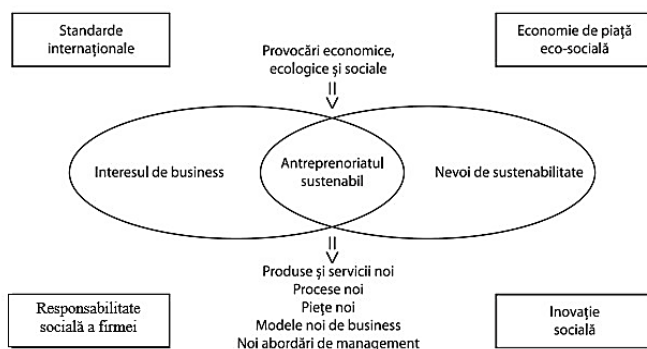 Standarde
internaționale
Economie de piață
eco-socială
Provocări economice,
ecologice și sociale
Interesul de business
Antreprenoriatul
sustenabil
Nevoi de sustenabilitate
Produse și servicii noi
Procese noi
Piețe noi
Modele noi de business
Noi abordări de management
Responsabilitate
socială a firmei
Inovație
socială